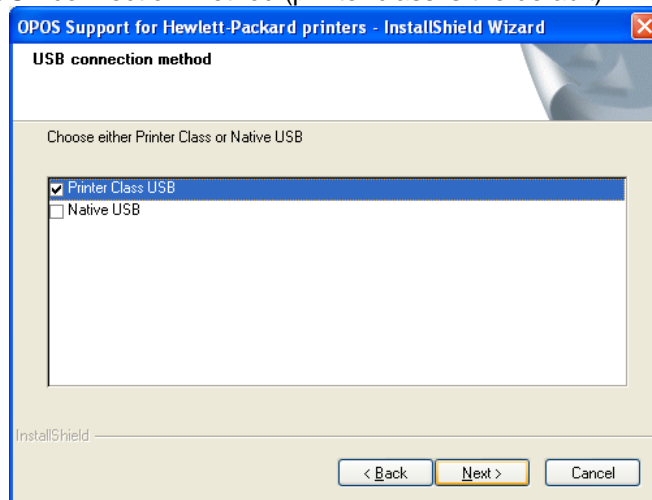 OPOS Support for Hewlett-Packard printers - InstallShield Wizard
USB connection method
Choose either Printer Class or Native USB
Printer Class USB
Native USB
InstallShield
< Back Next > Cancel